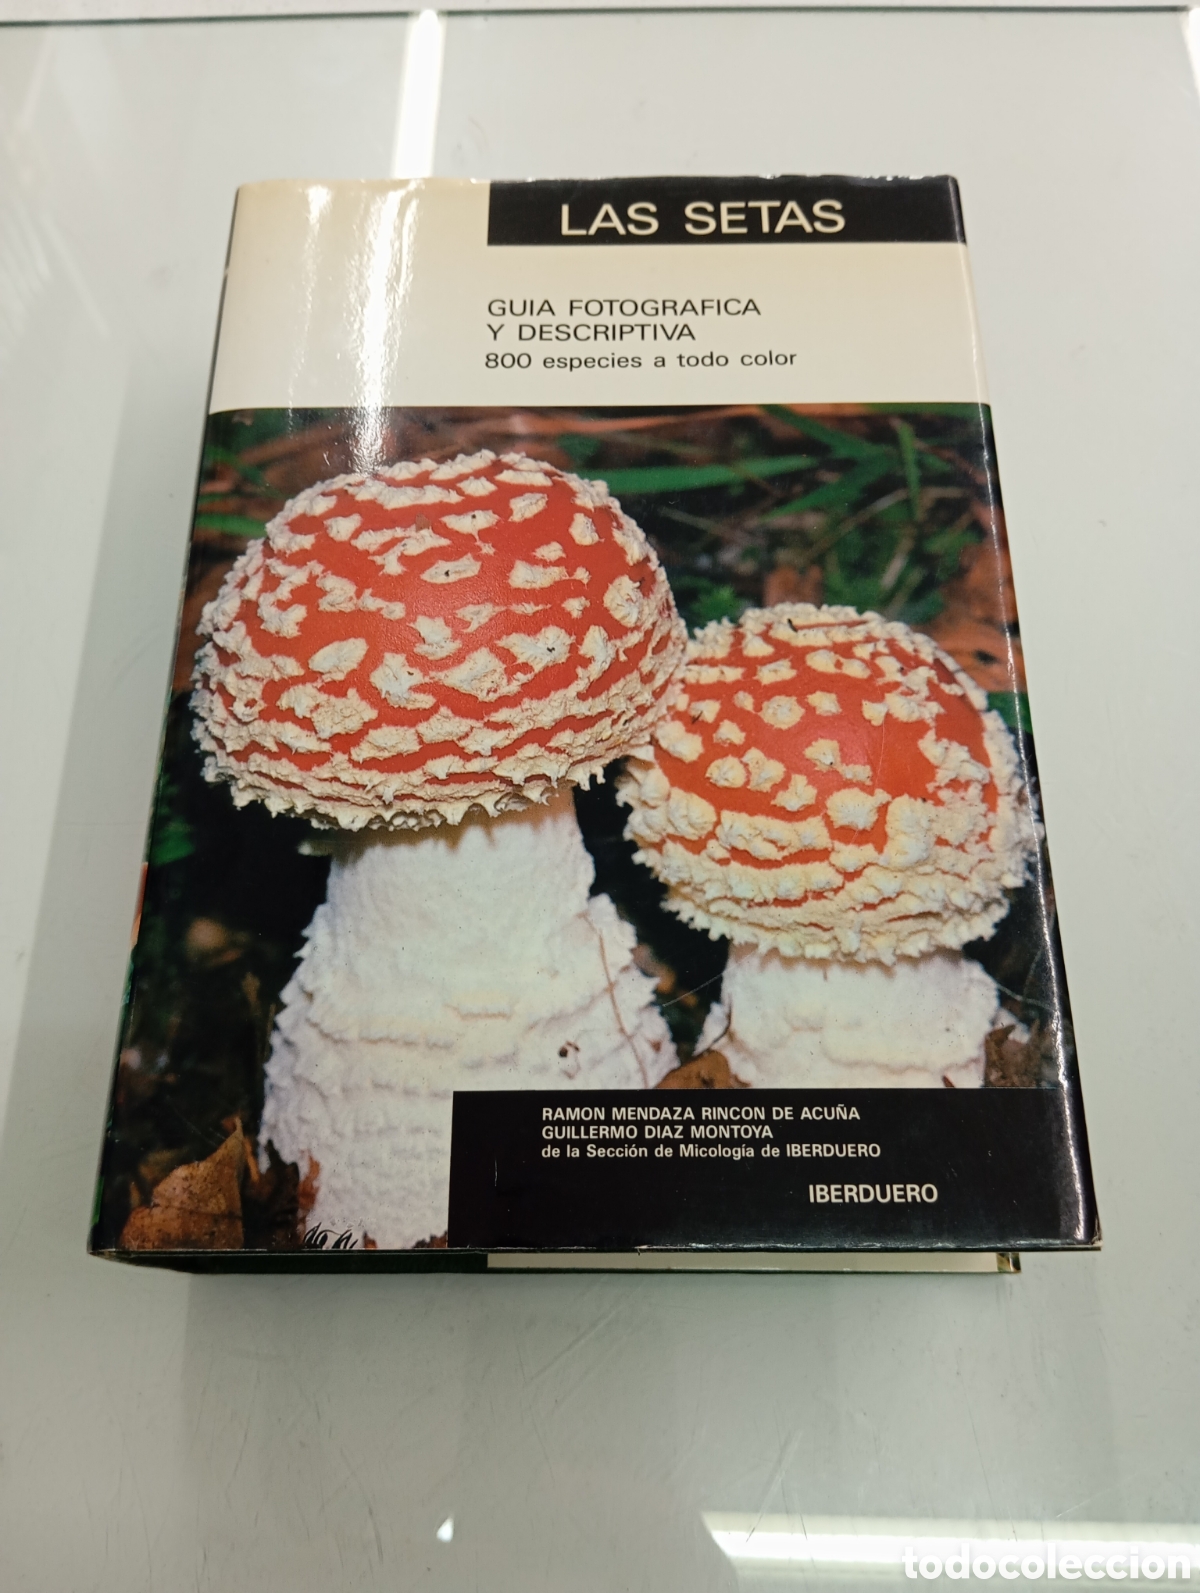 LAS SETAS
GUIA FOTOGRAFICA
Y DESCRIPTIVA
800 especies a todo color
RAMON MENDAZA RINCON DE ACUÑA
GUILLERMO DIAZ MONTOYA
de la Sección de Micología de IBERDUERO
IBERDUERO
todocoleccion